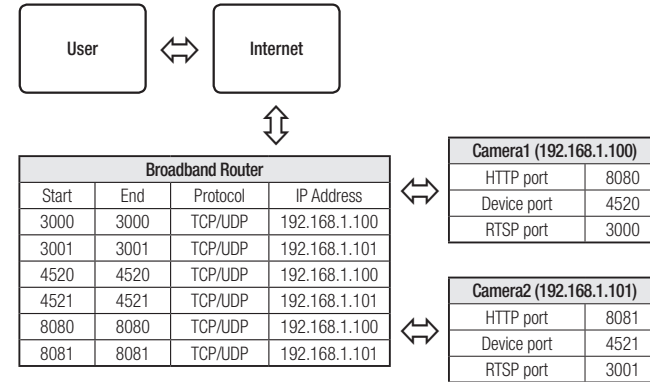 User
Internet
Broadband Router
Start End Protocol IP Address
3000 3000 TCP/UDP 192.168.1.100
3001 3001 TCP/UDP 192.168.1.101
4520 4520 TCP/UDP 192.168.1.100
4521 4521 TCP/UDP 192.168.1.101
8080 8080 TCP/UDP 192.168.1.100
8081 8081 TCP/UDP 192.168.1.101
Camera1 (192.168.1.100)
HTTP port 8080
Device port 4520
RTSP port 3000
Camera2 (192.168.1.101)
HTTP port 8081
Device port 4521
RTSP port 3001